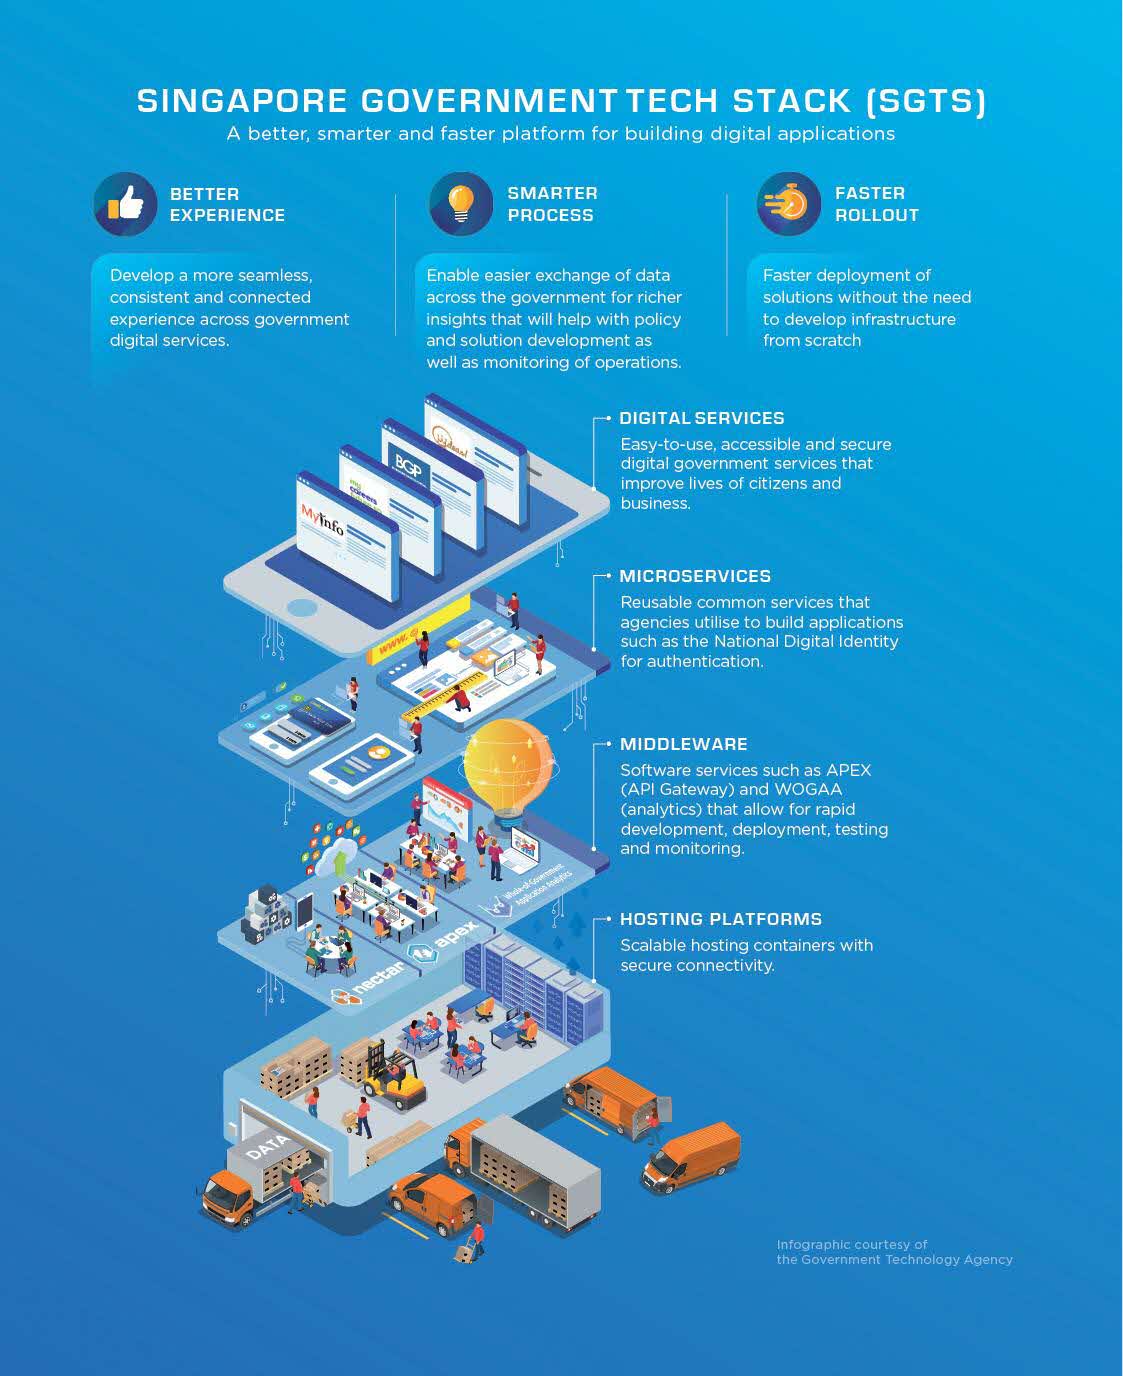 SINGAPORE GOVERNMENT TECH STACK (SGTS)
A better, smarter and faster platform for building digital applications
BETTER
EXPERIENCE
Develop a more seamless,
consistent and connected
experience across government
digital services.
SMARTER
PROCESS
Enable easier exchange of data
across the government for richer
insights that will help with policy
and solution development as
well as monitoring of operations.
FASTER
ROLLOUT
Faster deployment of
solutions without the need
to develop infrastructure
from scratch
DIGITAL SERVICES
Easy-to-use, accessible and secure
digital government services that
improve lives of citizens and
business.
BGP
my
careers
MyInfo
MICROSERVICES
Reusable common services that
agencies utilise to build applications
such as the National Digital Identity
for authentication.
www.
MIDDLEWARE
Software services such as APEX
(API Gateway) and WOGAA
(analytics) that allow for rapid
development, deployment, testing
and monitoring.
Whole-of-Government
Application Analytics
apex
nectar
HOSTING PLATFORMS
Scalable hosting containers with
secure connectivity.
DATA
Infographic courtesy of
the Government Technology Agency